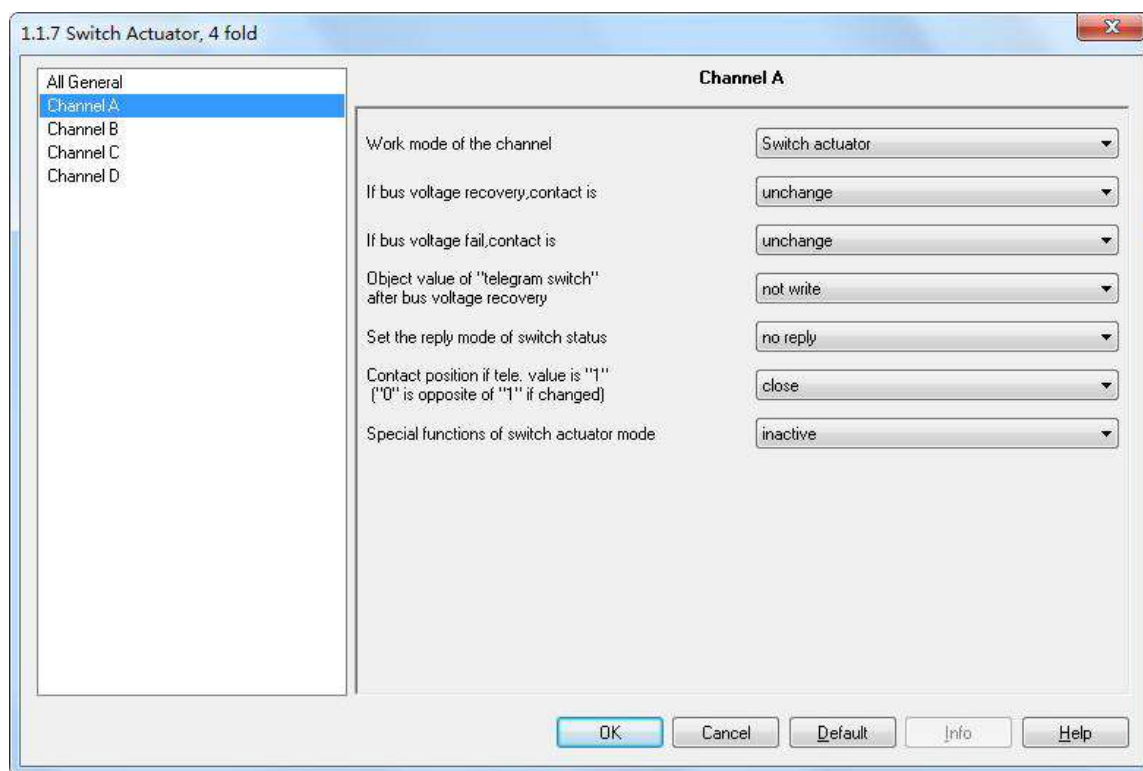 1.1.7 Switch Actuator, 4 fold
All General
Channel A
Channel B
Channel C
Channel D
Channel A
Work mode of the channel
Switch actuator
If bus voltage recovery,contact is
unchange
If bus voltage fail,contact is
unchange
Object value of "telegram switch"
after bus voltage recovery
not write
Set the reply mode of switch status
no reply
Contact position if tele. value is "1"
("0" is opposite of "1" if changed)
close
Special functions of switch actuator mode
inactive
OK
Cancel
Default
Info
Help